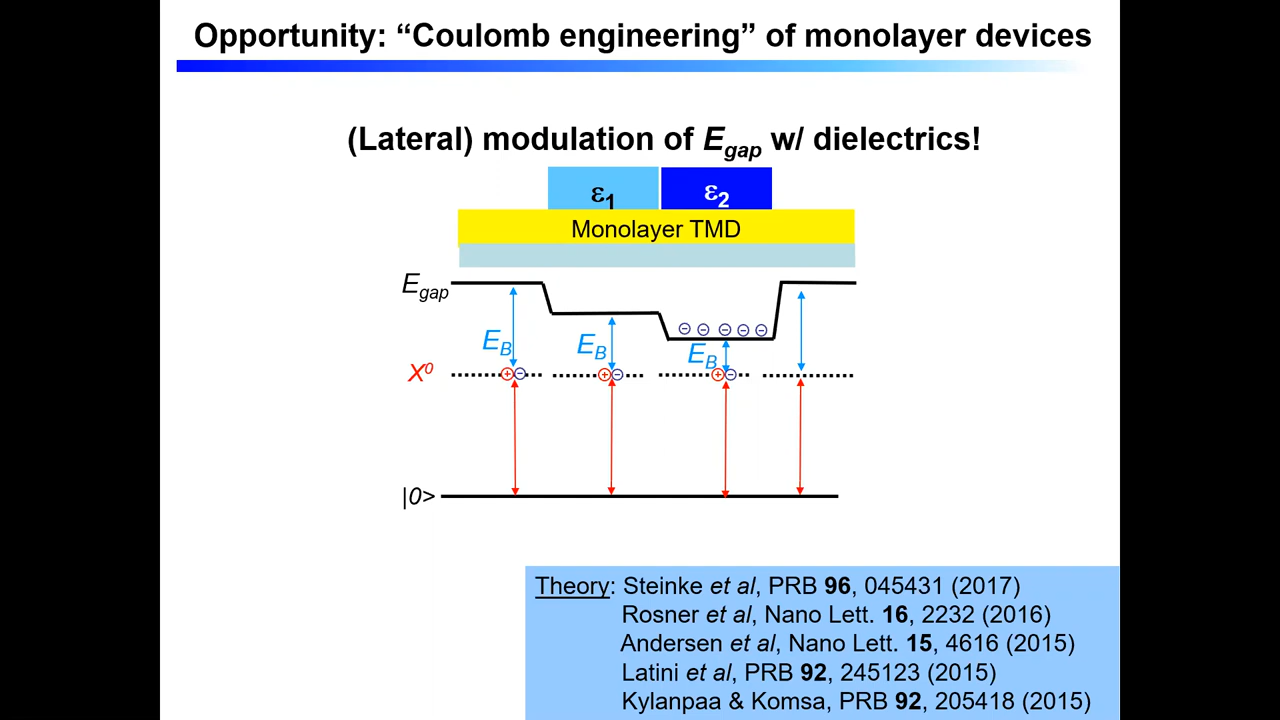 Opportunity: “Coulomb engineering” of monolayer devices
(Lateral) modulation of Egap w/ dielectrics!
ε1 ε2
Monolayer TMD
Egap
EB EB EB
X0
|0>
Theory: Steinke et al, PRB 96, 045431 (2017)
Rosner et al, Nano Lett. 16, 2232 (2016)
Andersen et al, Nano Lett. 15, 4616 (2015)
Latini et al, PRB 92, 245123 (2015)
Kylanpaa & Komsa, PRB 92, 205418 (2015)